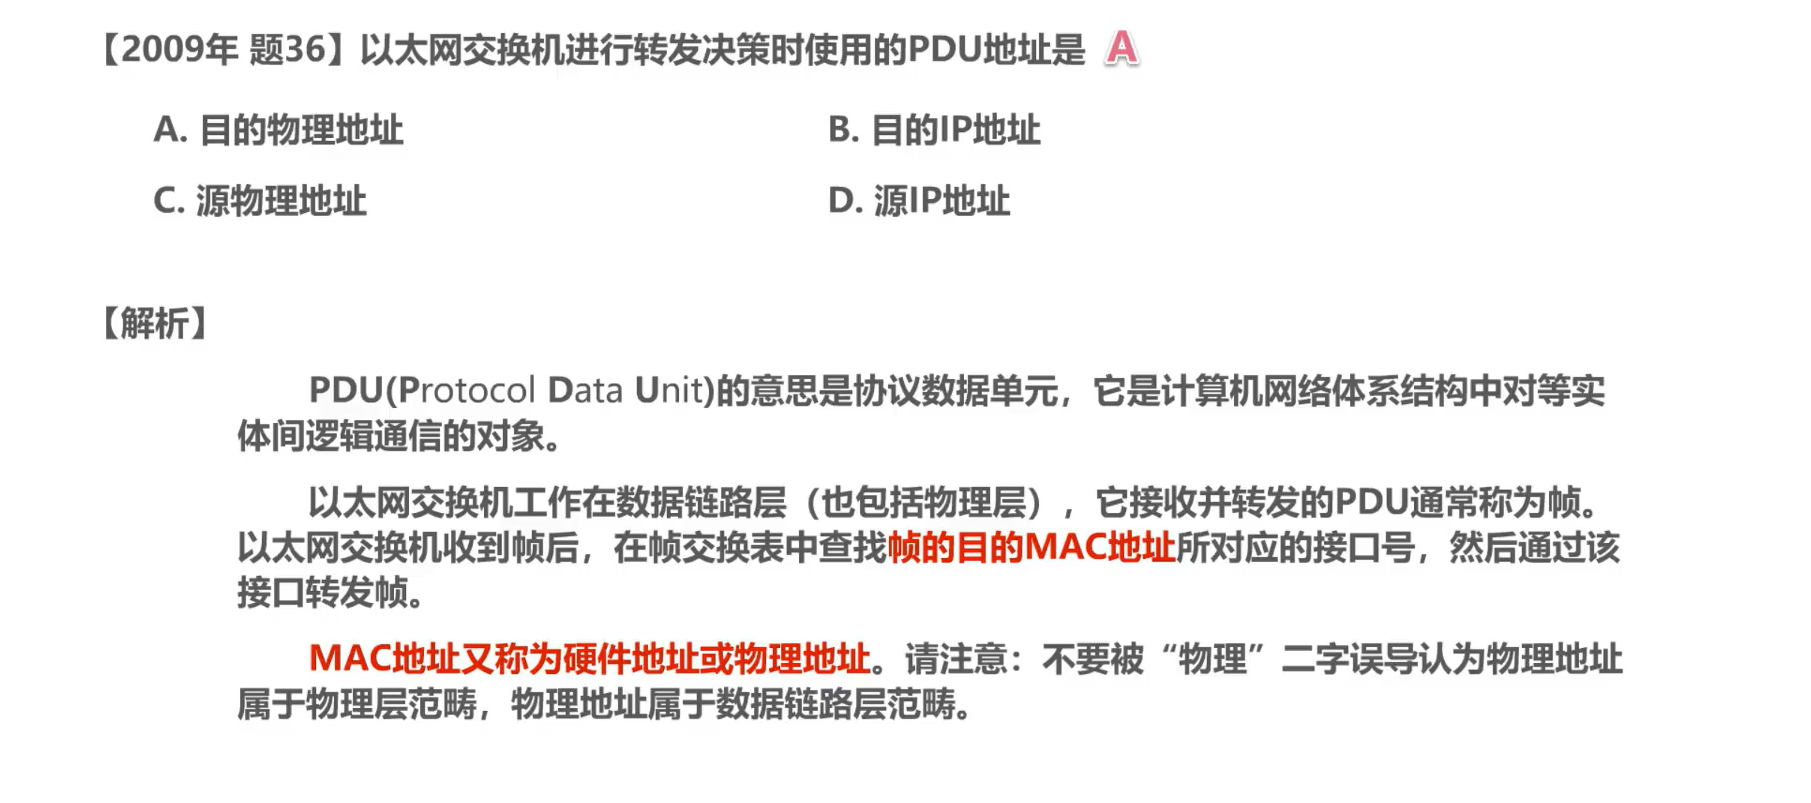 【2009年 题36】以太网交换机进行转发决策时使用的PDU地址是 A
A. 目的物理地址 B. 目的IP地址
C. 源物理地址 D. 源IP地址
【解析】
PDU(Protocol Data Unit)的意思是协议数据单元，它是计算机网络体系结构中对等实
体间逻辑通信的对象。
以太网交换机工作在数据链路层（也包括物理层），它接收并转发的PDU通常称为帧。
以太网交换机收到帧后，在帧交换表中查找帧的目的MAC地址所对应的接口号，然后通过该
接口转发帧。
MAC地址又称为硬件地址或物理地址。请注意：不要被“物理”二字误导认为物理地址
属于物理层范畴，物理地址属于数据链路层范畴。